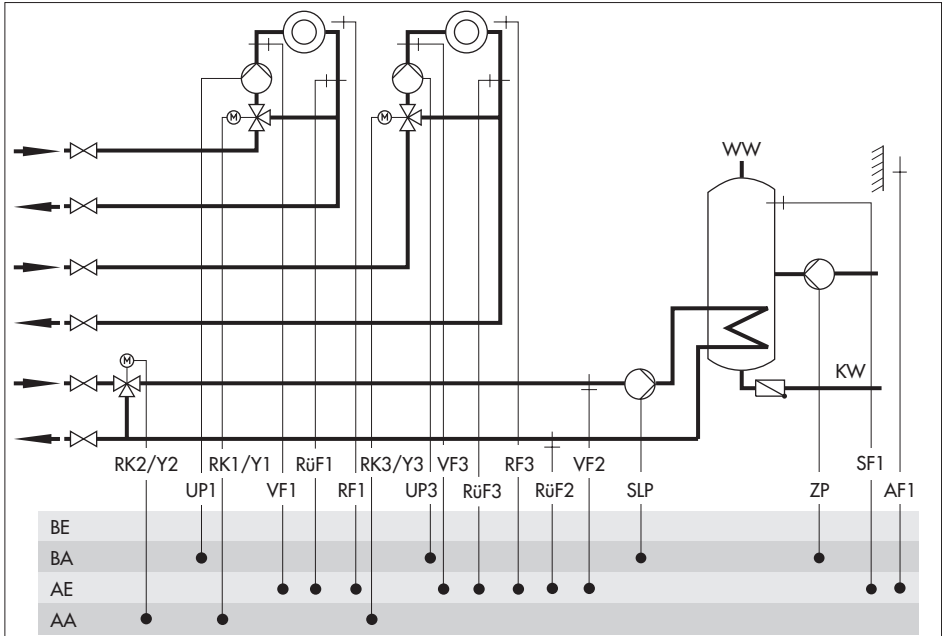 M
M
WW
M
KW
RK2/Y2 RK1/Y1 RüF1 RK3/Y3 VF3 RF3 VF2 SF1
UP1 VF1 RF1 UP3 RüF3 RüF2 SLP ZP AF1
BE
BA
AE
AA